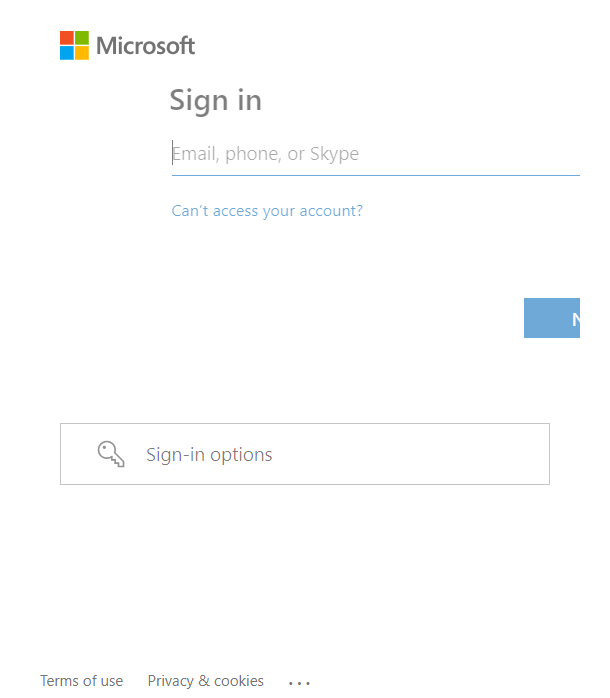 Microsoft
Sign in
Email, phone, or Skype
Can't access your account?
N
Sign-in options
Terms of use Privacy & cookies ...